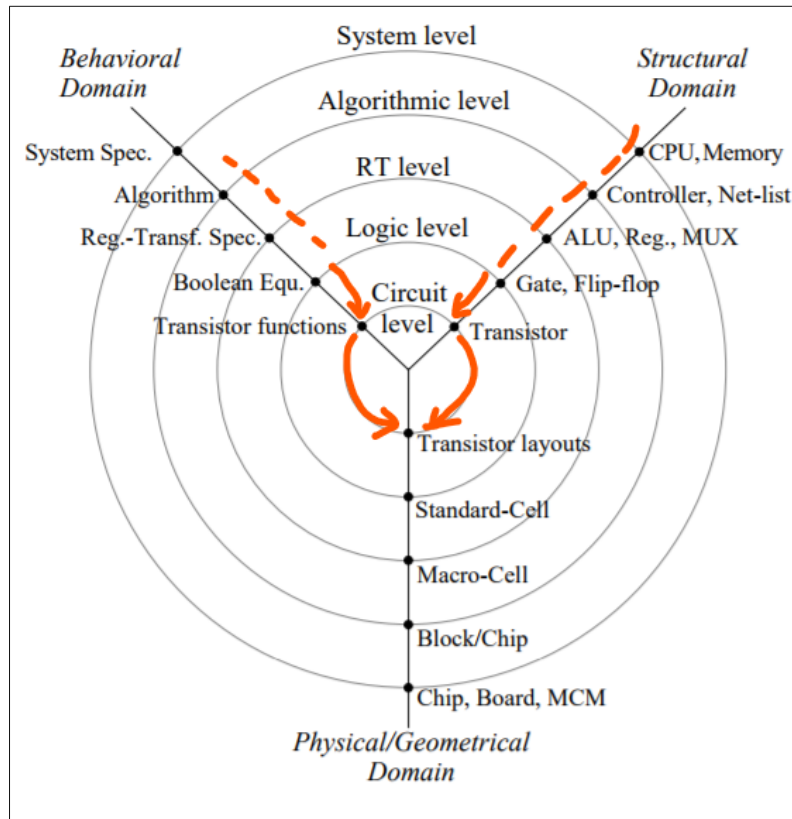 System level
Behavioral
Domain
Structural
Domain
Algorithmic level
System Spec.
CPU, Memory
RT level
Algorithm
Controller, Net-list
Logic level
Reg.-Transf. Spec.
ALU, Reg., MUX
Boolean Equ.
Circuit
level
Gate, Flip-flop
Transistor functions
Transistor
Transistor layouts
Standard-Cell
Macro-Cell
Block/Chip
Chip, Board, MCM
Physical/Geometrical
Domain